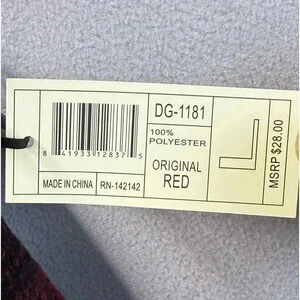 8 41933 12837 5
MADE IN CHINA
RN-142142
DG-1181
100%
POLYESTER
ORIGINAL
RED
L
MSRP $28.00